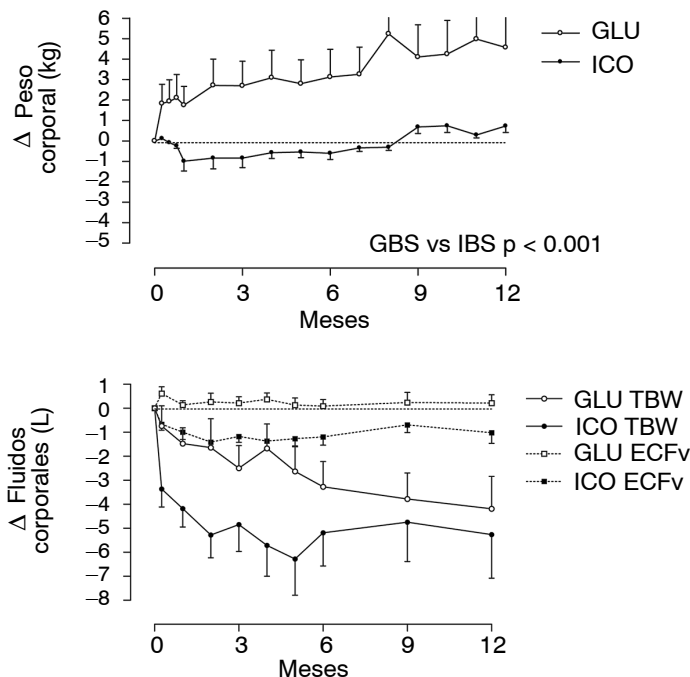 Δ Peso
corporal (kg)
6
5
4
3
2
1
0
−1
−2
−3
−4
−5
GLU
ICO
GBS vs IBS p < 0.001
0 3 6 9 12
Meses
Δ Fluidos
corporales (L)
1
0
−1
−2
−3
−4
−5
−6
−7
−8
GLU TBW
ICO TBW
GLU ECFv
ICO ECFv
0 3 6 9 12
Meses